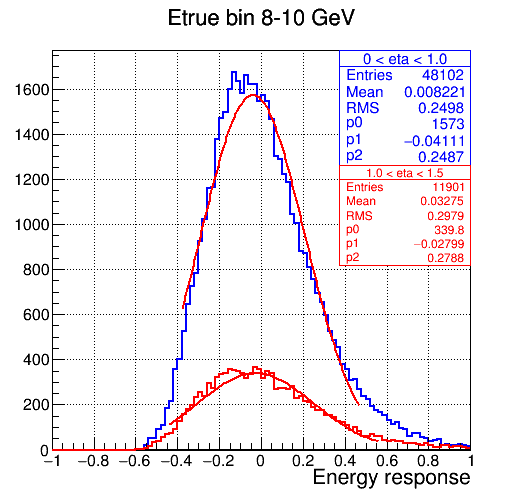 Etrue bin 8-10 GeV
0 < eta < 1.0
Entries 48102
Mean 0.008221
RMS 0.2498
p0 1573
p1 −0.04111
p2 0.2487
1.0 < eta < 1.5
Entries 11901
Mean 0.03275
RMS 0.2979
p0 339.8
p1 −0.02799
p2 0.2788
1600
1400
1200
1000
800
600
400
200
0
−1 −0.8 −0.6 −0.4 −0.2 0 0.2 0.4 0.6 0.8 1
Energy response